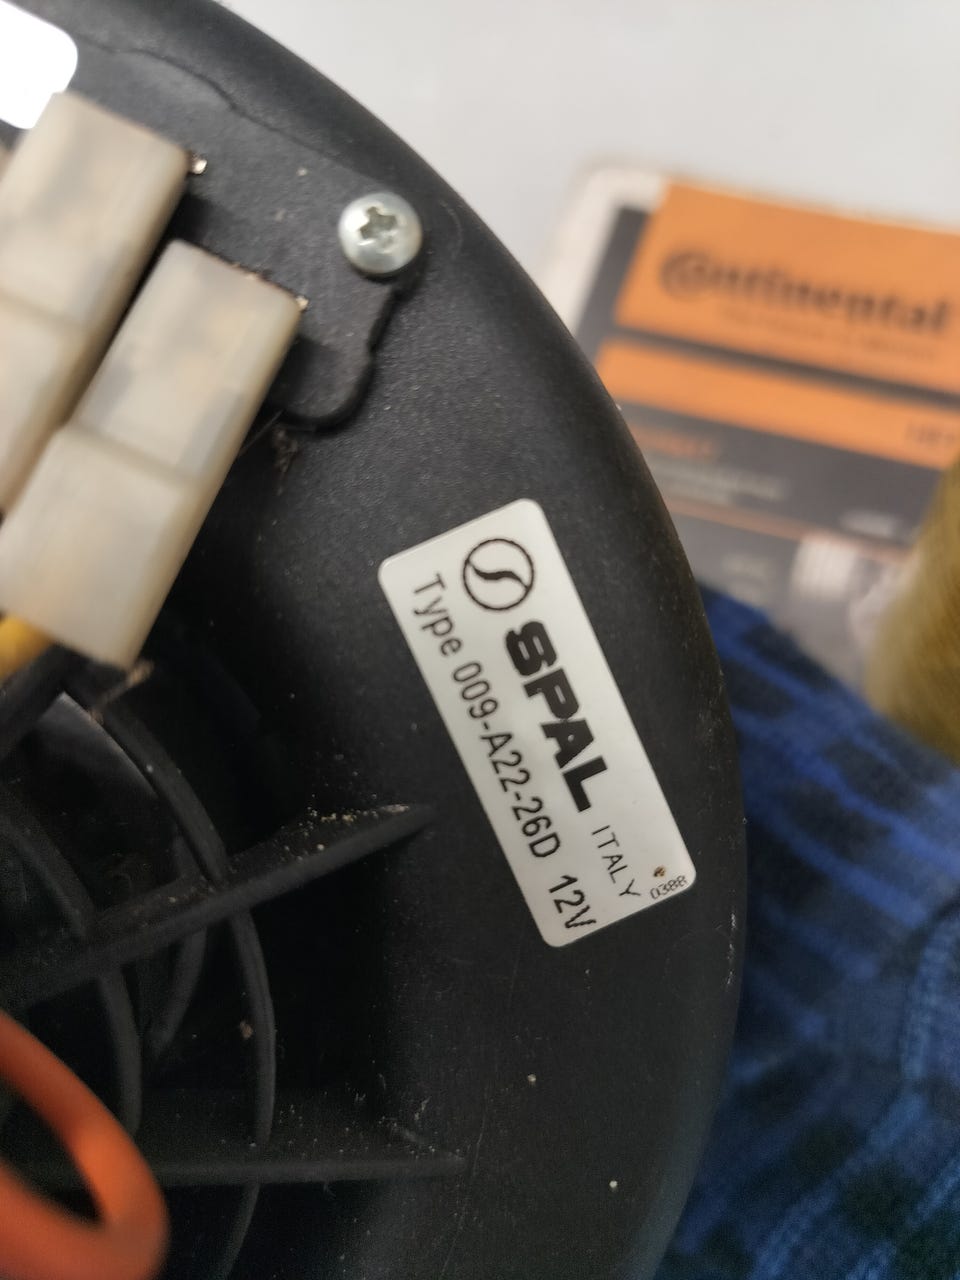 SPAL ITALY
Type 009-A22-26D 12V
0388
Continental